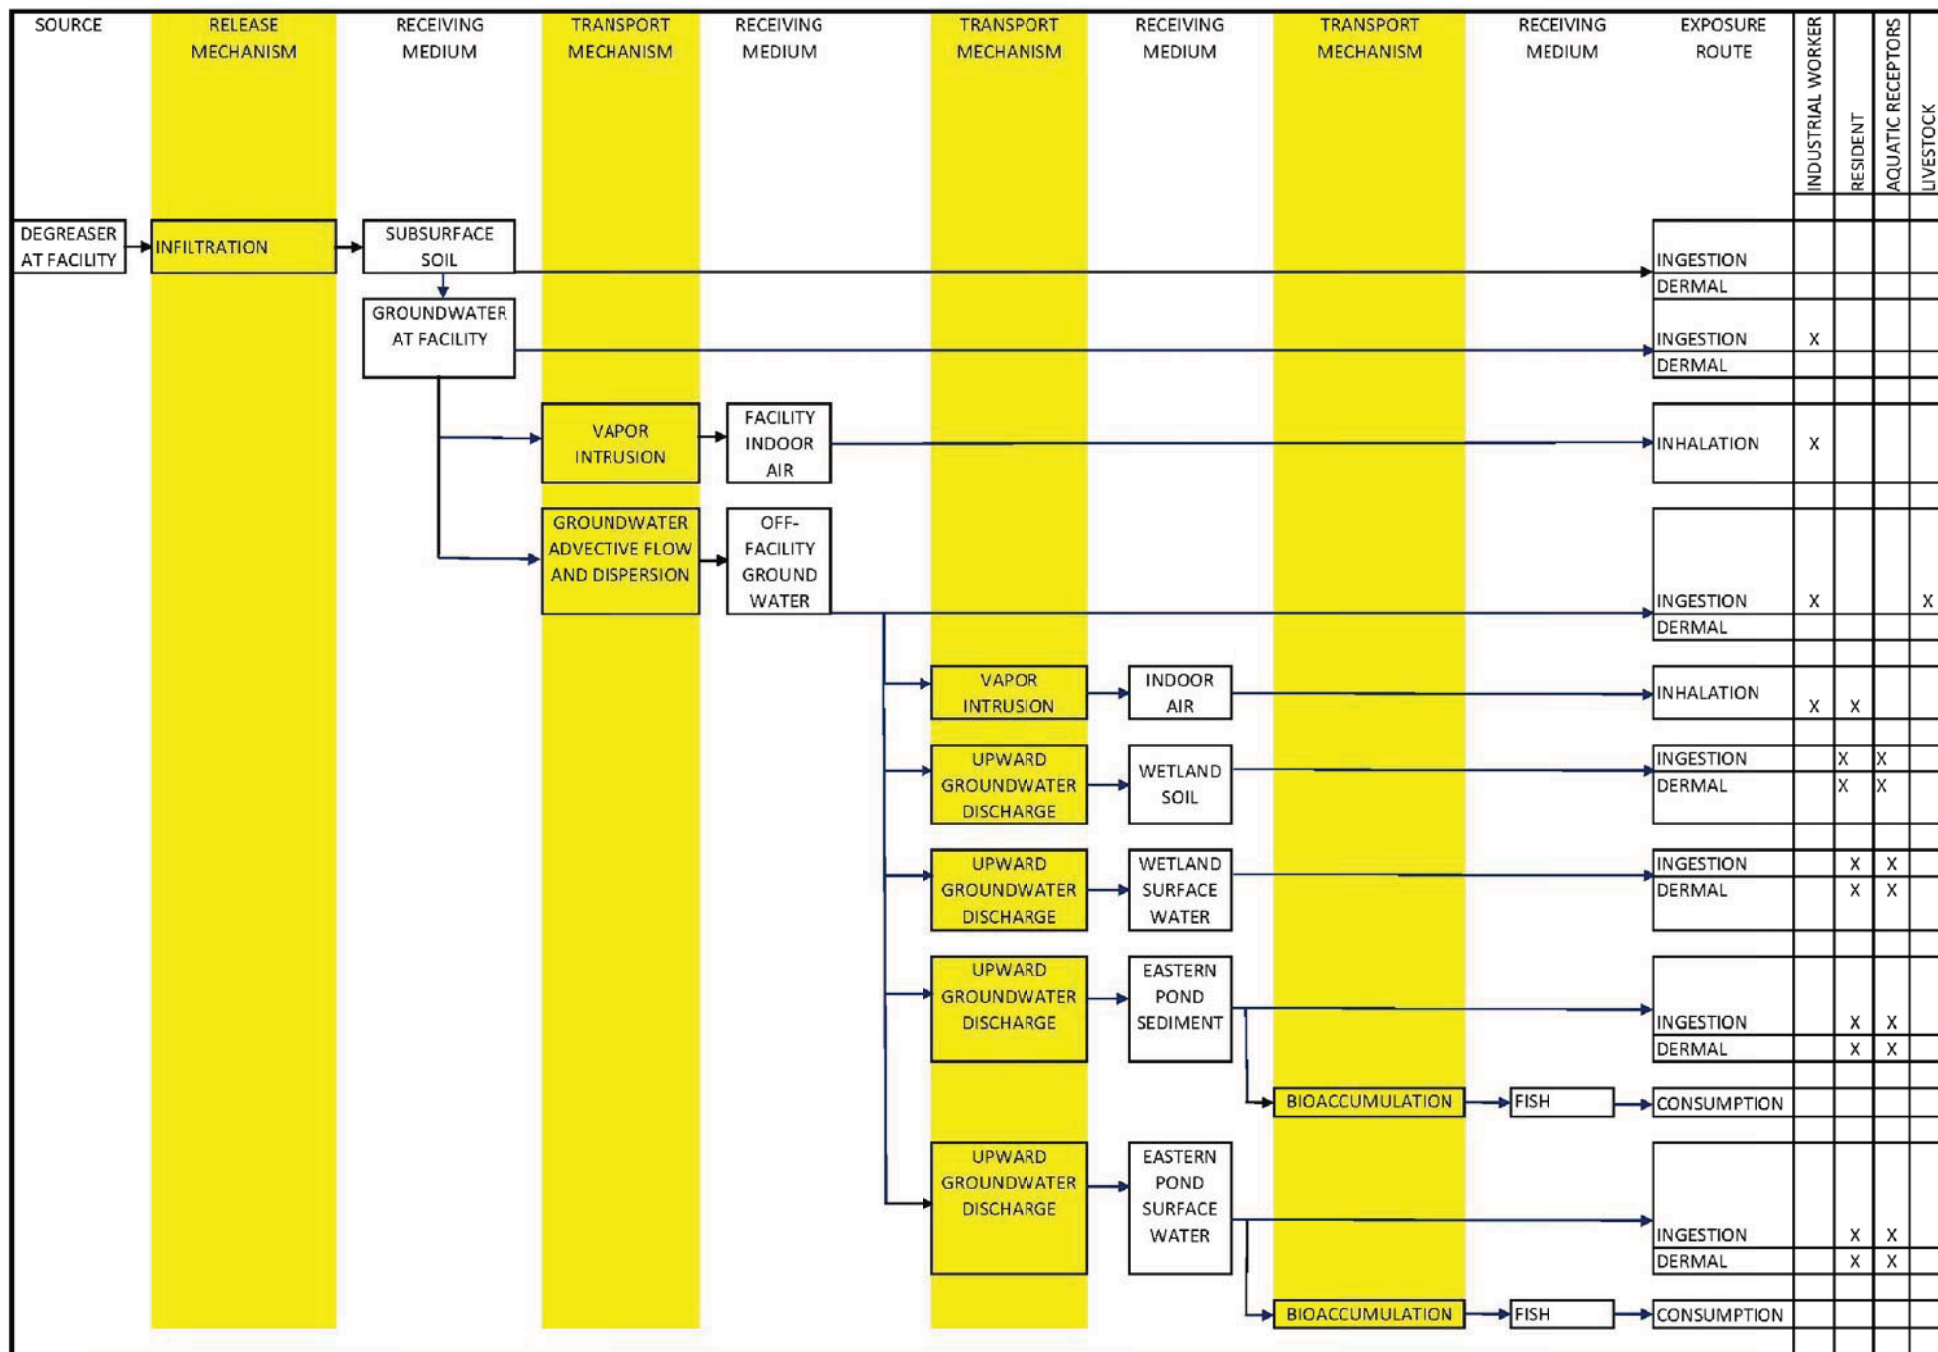 SOURCE
RELEASE
MECHANISM
RECEIVING
MEDIUM
TRANSPORT
MECHANISM
RECEIVING
MEDIUM
TRANSPORT
MECHANISM
RECEIVING
MEDIUM
TRANSPORT
MECHANISM
RECEIVING
MEDIUM
EXPOSURE
ROUTE
INDUSTRIAL WORKER
RESIDENT
AQUATIC RECEPTORS
LIVESTOCK
DEGREASER
AT FACILITY
INFILTRATION
SUBSURFACE
SOIL
INGESTION
DERMAL
GROUNDWATER
AT FACILITY
INGESTION X
DERMAL
VAPOR
INTRUSION
FACILITY
INDOOR
AIR
INHALATION X
GROUNDWATER
ADVECTIVE FLOW
AND DISPERSION
OFF-
FACILITY
GROUND
WATER
INGESTION X X
DERMAL
VAPOR
INTRUSION
INDOOR
AIR
INHALATION
X X
UPWARD
GROUNDWATER
DISCHARGE
WETLAND
SOIL
INGESTION X X
DERMAL X X
UPWARD
GROUNDWATER
DISCHARGE
WETLAND
SURFACE
WATER
INGESTION X X
DERMAL X X
UPWARD
GROUNDWATER
DISCHARGE
EASTERN
POND
SEDIMENT
INGESTION X X
DERMAL X X
BIOACCUMULATION
FISH
CONSUMPTION
UPWARD
GROUNDWATER
DISCHARGE
EASTERN
POND
SURFACE
WATER
INGESTION X X
DERMAL X X
BIOACCUMULATION
FISH
CONSUMPTION